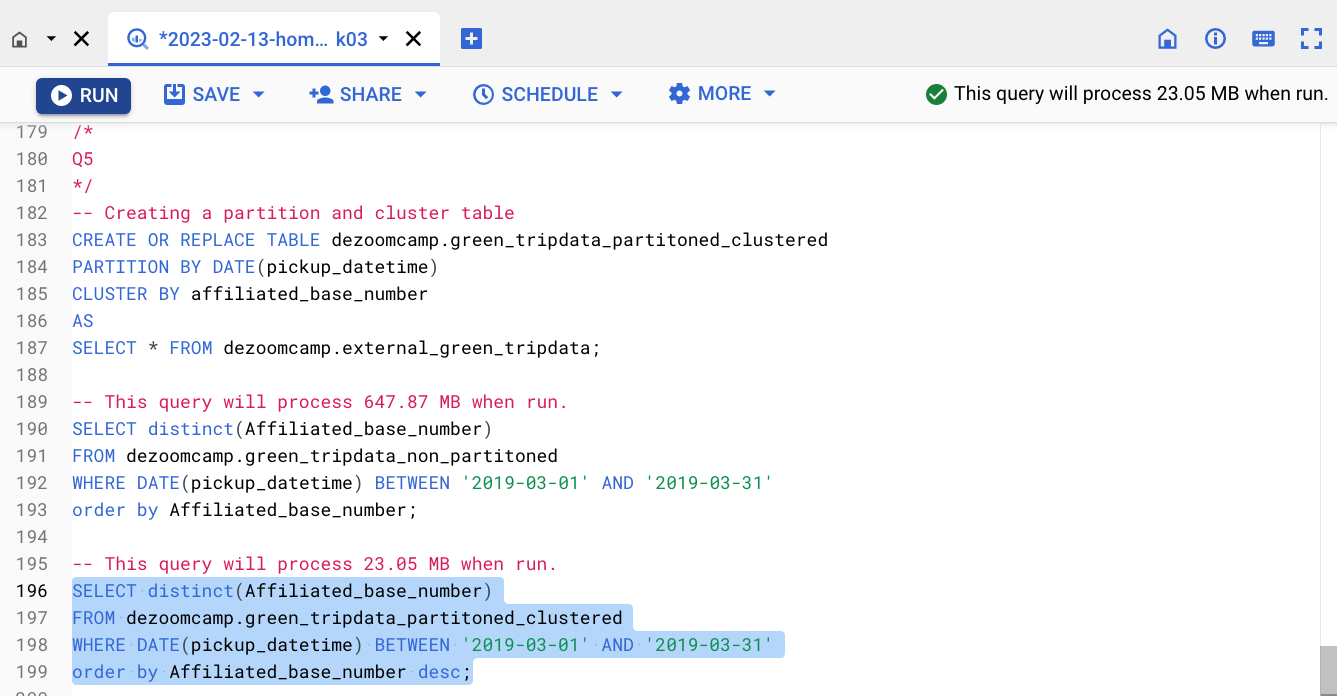 *2023-02-13-hom… k03
RUN SAVE SHARE SCHEDULE MORE This query will process 23.05 MB when run.
179 /*
180 Q5
181 */
182 -- Creating a partition and cluster table
183 CREATE OR REPLACE TABLE dezoomcamp.green_tripdata_partitoned_clustered
184 PARTITION BY DATE(pickup_datetime)
185 CLUSTER BY affiliated_base_number
186 AS
187 SELECT * FROM dezoomcamp.external_green_tripdata;
188
189 -- This query will process 647.87 MB when run.
190 SELECT distinct(Affiliated_base_number)
191 FROM dezoomcamp.green_tripdata_non_partitoned
192 WHERE DATE(pickup_datetime) BETWEEN '2019-03-01' AND '2019-03-31'
193 order by Affiliated_base_number;
194
195 -- This query will process 23.05 MB when run.
196 SELECT distinct(Affiliated_base_number)
197 FROM dezoomcamp.green_tripdata_partitoned_clustered
198 WHERE DATE(pickup_datetime) BETWEEN '2019-03-01' AND '2019-03-31'
199 order by Affiliated_base_number desc;